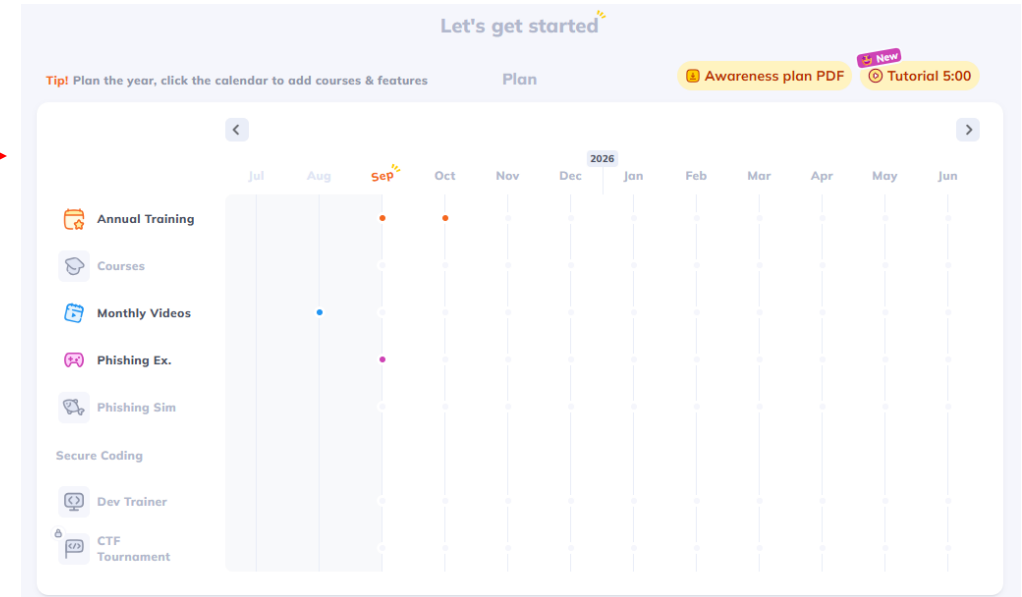 Let's get started
Tip! Plan the year, click the calendar to add courses & features
Plan
Awareness plan PDF
New
Tutorial 5:00
2026
Jul Aug Sep Oct Nov Dec Jan Feb Mar Apr May Jun
Annual Training
Courses
Monthly Videos
Phishing Ex.
Phishing Sim
Secure Coding
Dev Trainer
CTF
Tournament